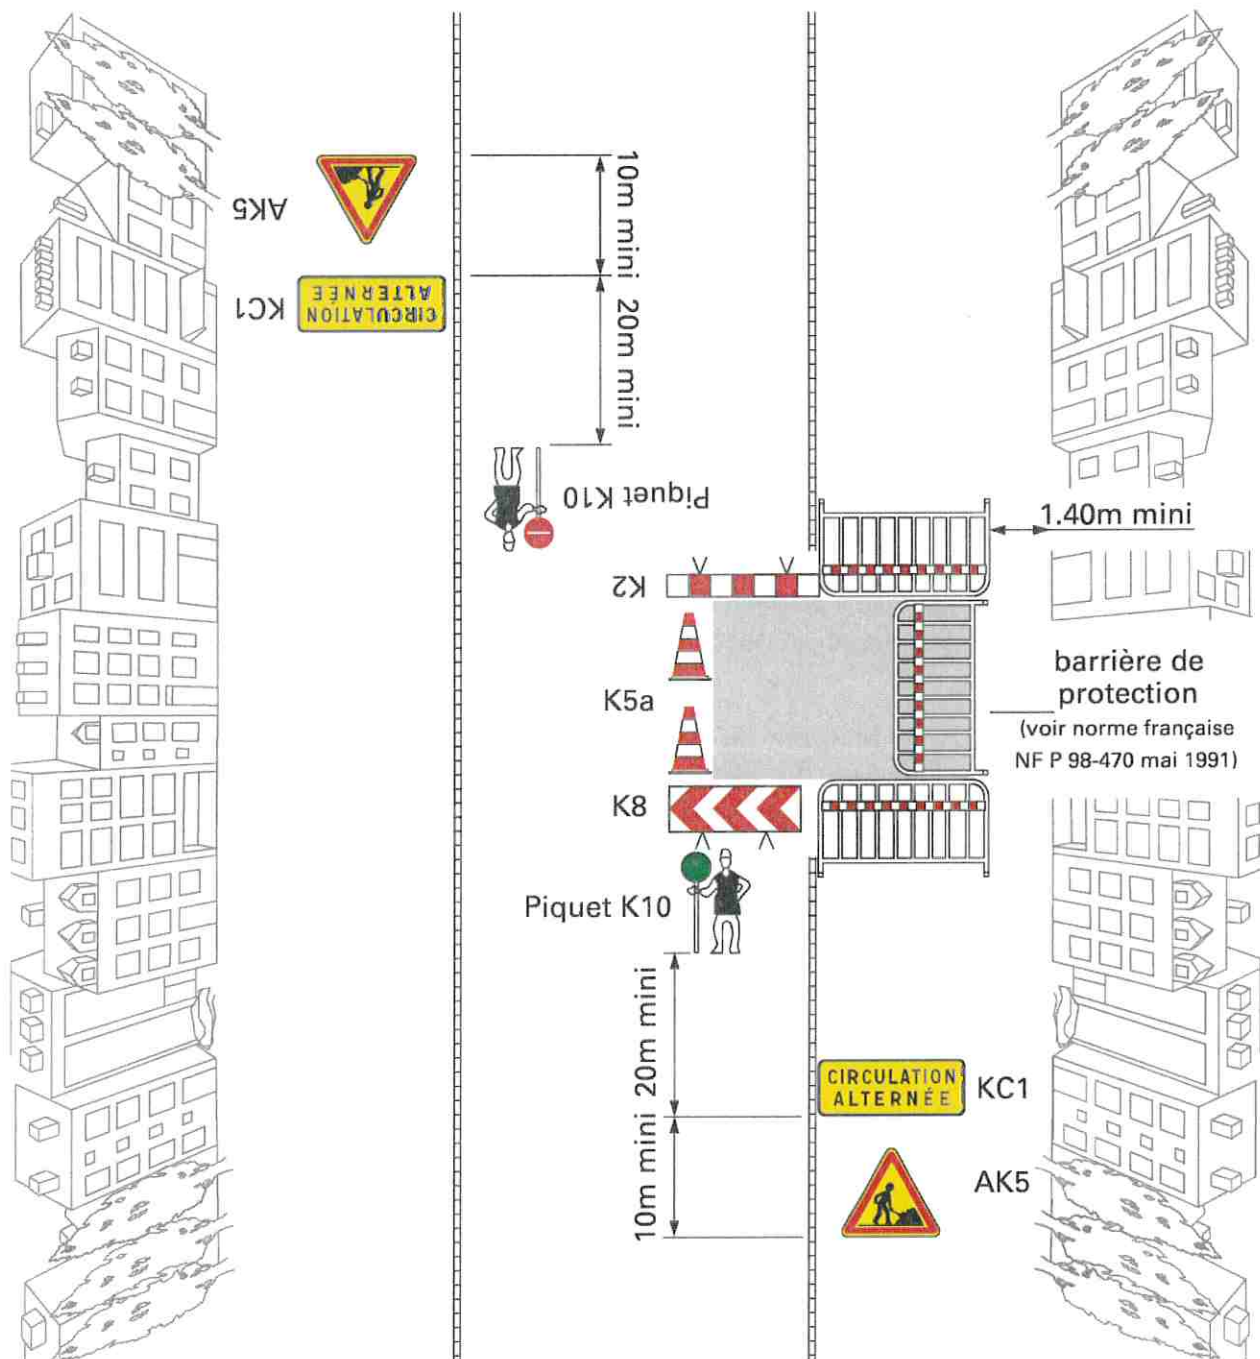 10m mini
AK5
CIRCULATION
ALTERNÉE
KC1
20m mini
Piquet K10
1.40m mini
K2
barrière de
protection
(voir norme française
NF P 98-470 mai 1991)
K5a
K8
Piquet K10
20m mini
CIRCULATION
ALTERNÉE
KC1
10m mini
AK5